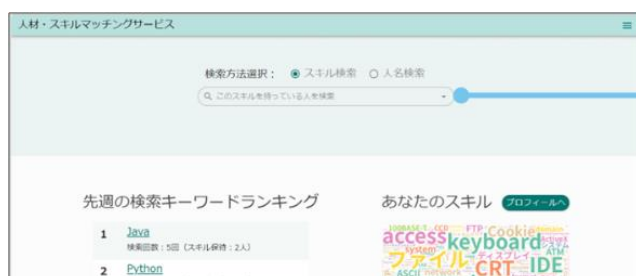 人材・スキルマッチングサービス
検索方法選択： スキル検索 人名検索
このスキルを持っている人を検索
先週の検索キーワードランキング
1 Java
検索回数：5回（スキル保持：2人）
2 Python
あなたのスキル プロフィールへ
100BASE-T CCD FTP Cookie
access keyboard
system ATM
ファイル ディスプレイ
ASCII network CRT IDE